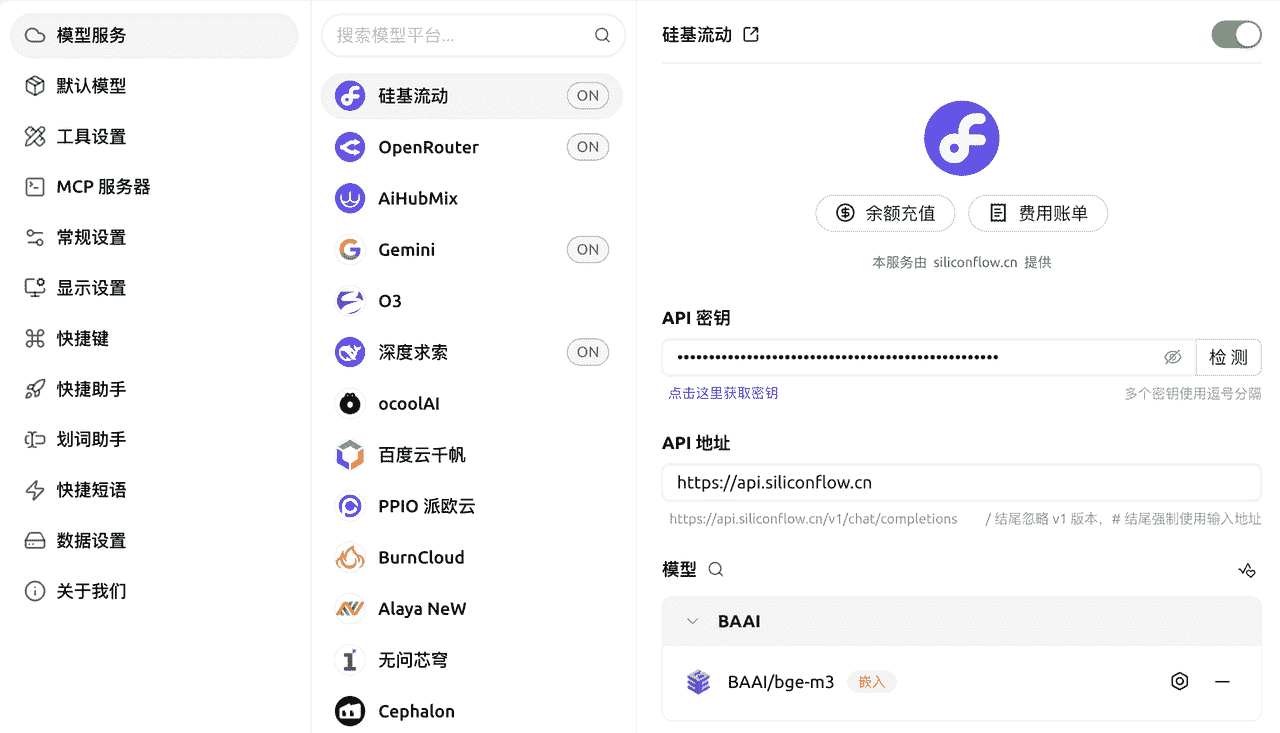 模型服务
默认模型
工具设置
MCP 服务器
常规设置
显示设置
快捷键
快捷助手
划词助手
快捷短语
数据设置
关于我们
搜索模型平台...
硅基流动 ON
OpenRouter ON
AiHubMix
Gemini ON
O3
深度求索 ON
ocoolAI
百度云千帆
PPIO 派欧云
BurnCloud
Alaya NeW
无问芯穹
Cephalon
硅基流动
余额充值 费用账单
本服务由 siliconflow.cn 提供
API 密钥
•••••••••••••••••••••••••••••••••••••••••••••••••••
检测
点击这里获取密钥 多个密钥使用逗号分隔
API 地址
https://api.siliconflow.cn
https://api.siliconflow.cn/v1/chat/completions / 结尾忽略 v1 版本，# 结尾强制使用输入地址
模型
BAAI
BAAI/bge-m3 嵌入